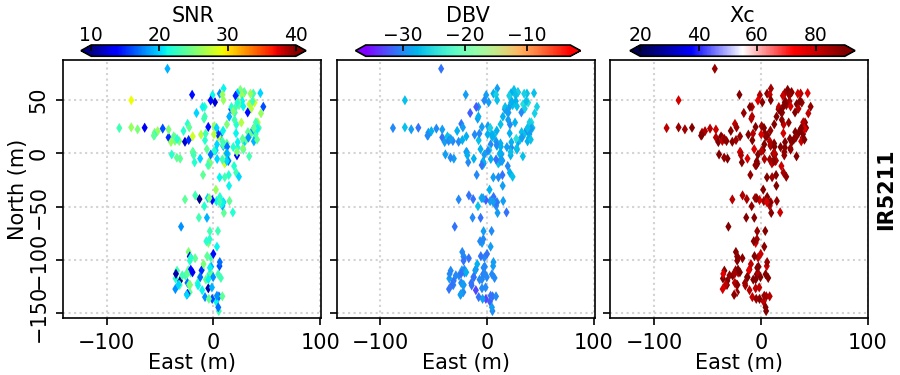 SNR DBV Xc
10 20 30 40 −30 −20 −10 20 40 60 80
50
0
−50
−100
−150
North (m)
−100 0 100 −100 0 100 −100 0 100
East (m) East (m) East (m)
IR5211